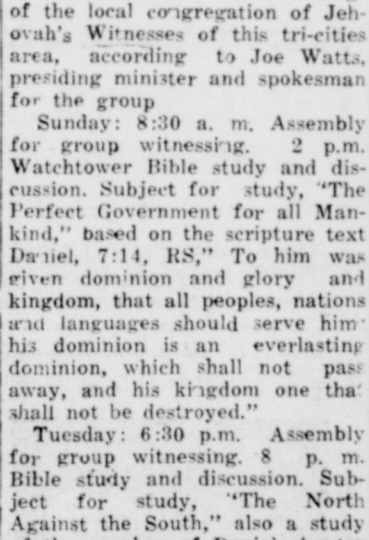 of the local congregation of Jeh-
ovah's Witnesses of this tri-cities
area, according to Joe Watts,
presiding minister and spokesman
for the group
Sunday: 8:30 a. m. Assembly
for group witnessing. 2 p.m.
Watchtower Bible study and dis-
cussion. Subject for study, "The
Perfect Government for all Man-
kind," based on the scripture text
Daniel, 7:14, RS," To him was
given dominion and glory and
kingdom, that all peoples, nations
and languages should serve him
his dominion is an everlasting
dominion, which shall not pass
away, and his kingdom one that
shall not be destroyed."
Tuesday: 6:30 p.m. Assembly
for group witnessing. 8 p. m.
Bible study and discussion. Sub-
ject for study, "The North
Against the South," also a study